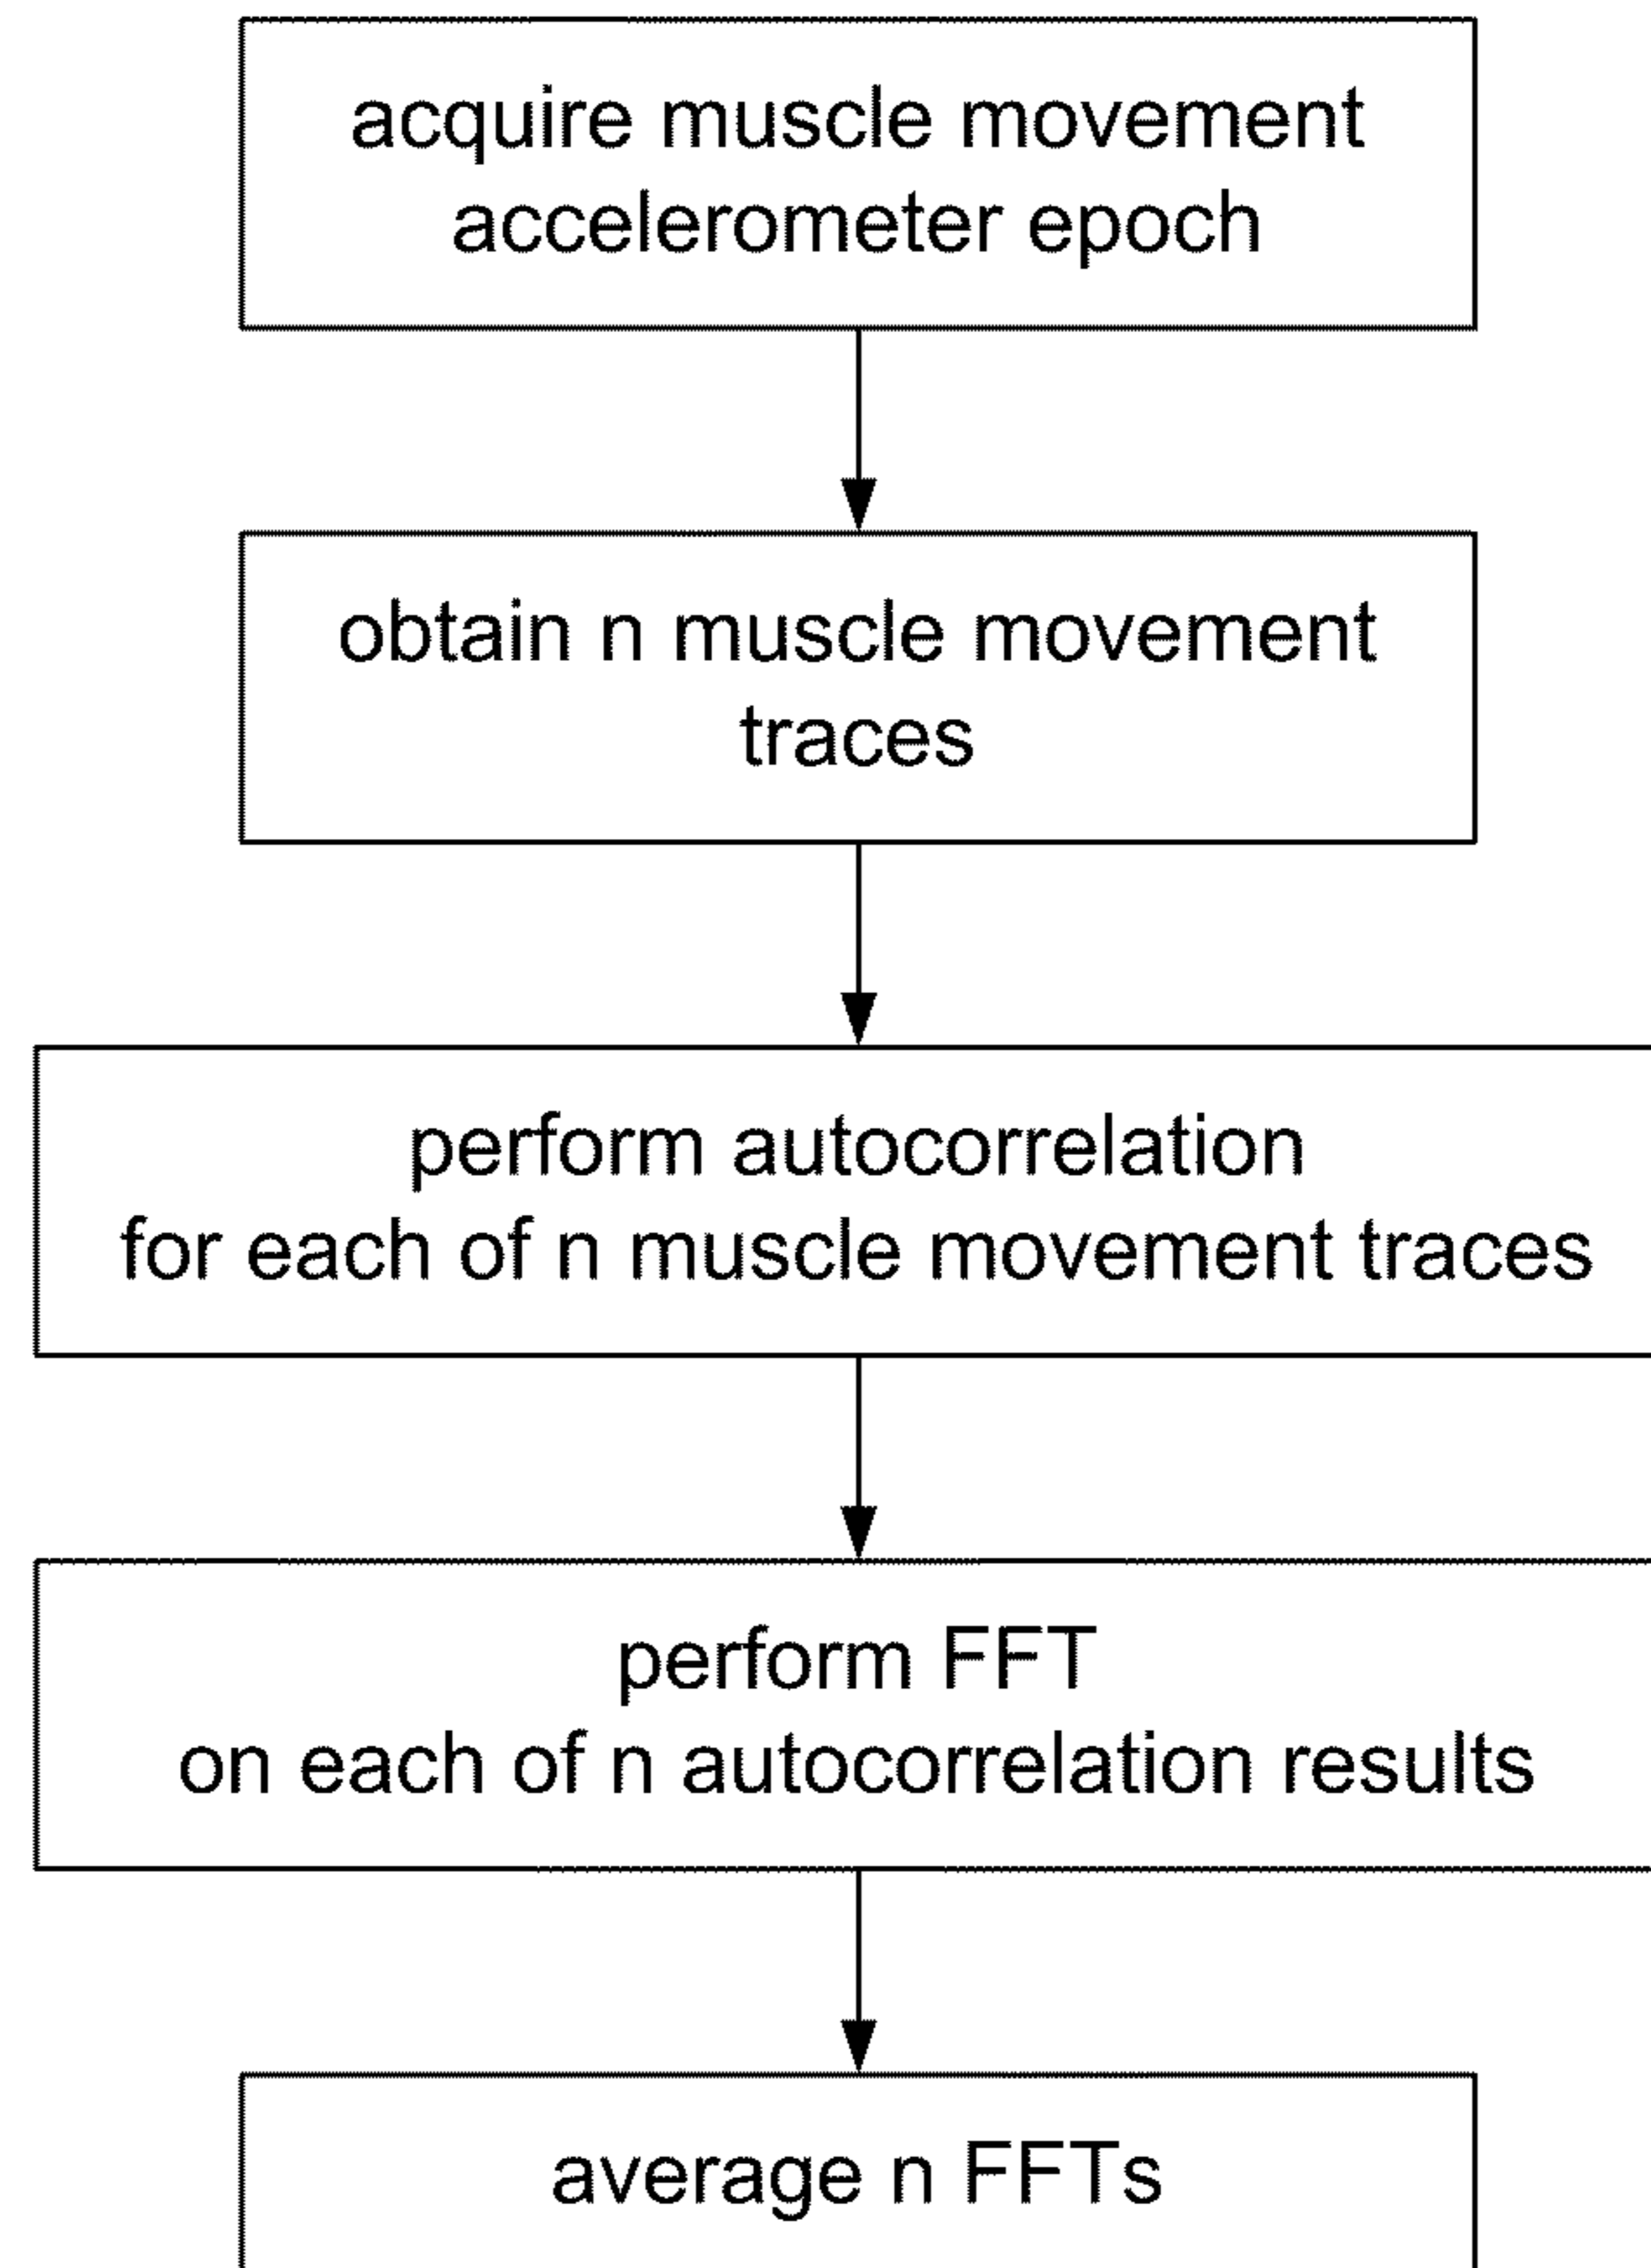 acquire muscle movement
accelerometer epoch
obtain n muscle movement
traces
perform autocorrelation
for each of n muscle movement traces
perform FFT
on each of n autocorrelation results
average n FFTs